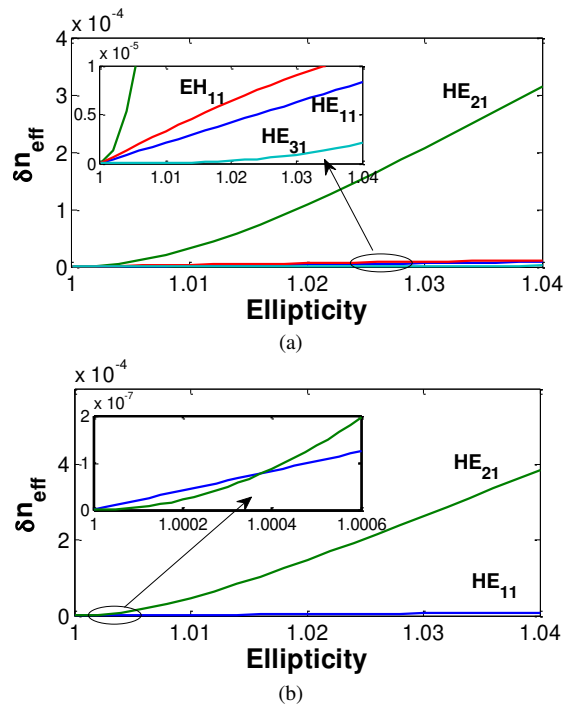 x 10⁻⁴
4
3
2
1
0
δn_eff
x 10⁻⁵
1
0.5
0
1 1.01 1.02 1.03 1.04
EH₁₁
HE₁₁
HE₃₁
HE₂₁
1 1.01 1.02 1.03 1.04
Ellipticity
(a)
x 10⁻⁴
4
2
0
δn_eff
x 10⁻⁷
2
1
0
1 1.0002 1.0004 1.0006
HE₂₁
HE₁₁
1 1.01 1.02 1.03 1.04
Ellipticity
(b)